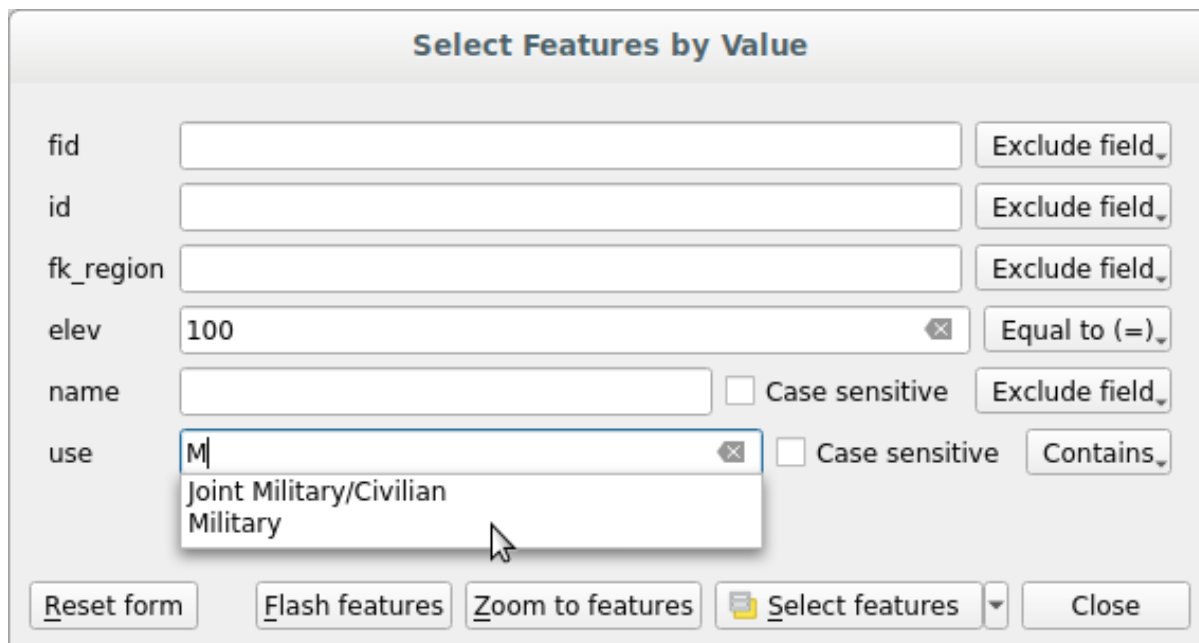 Select Features by Value
fid Exclude field
id Exclude field
fk_region Exclude field
elev 100 Equal to (=)
name Case sensitive Exclude field
use M Case sensitive Contains
Joint Military/Civilian
Military
Reset form Flash features Zoom to features Select features Close